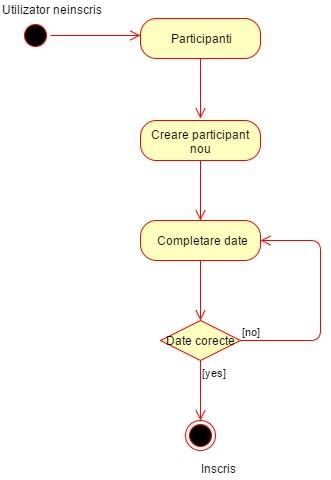 Utilizator neinscris
Participanti
Creare participant
nou
Completare date
Date corecte
[no]
[yes]
Inscris